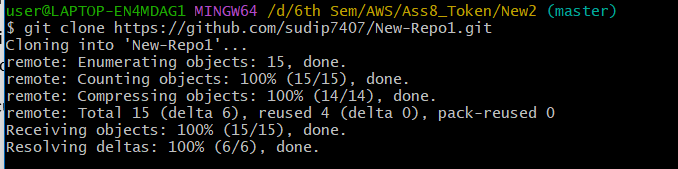 user@LAPTOP-EN4MDAG1 MINGW64 /d/6th Sem/AWS/Ass8_Token/New2 (master)
$ git clone https://github.com/sudip7407/New-Repo1.git
Cloning into 'New-Repo1'...
remote: Enumerating objects: 15, done.
remote: Counting objects: 100% (15/15), done.
remote: Compressing objects: 100% (14/14), done.
remote: Total 15 (delta 6), reused 4 (delta 0), pack-reused 0
Receiving objects: 100% (15/15), done.
Resolving deltas: 100% (6/6), done.